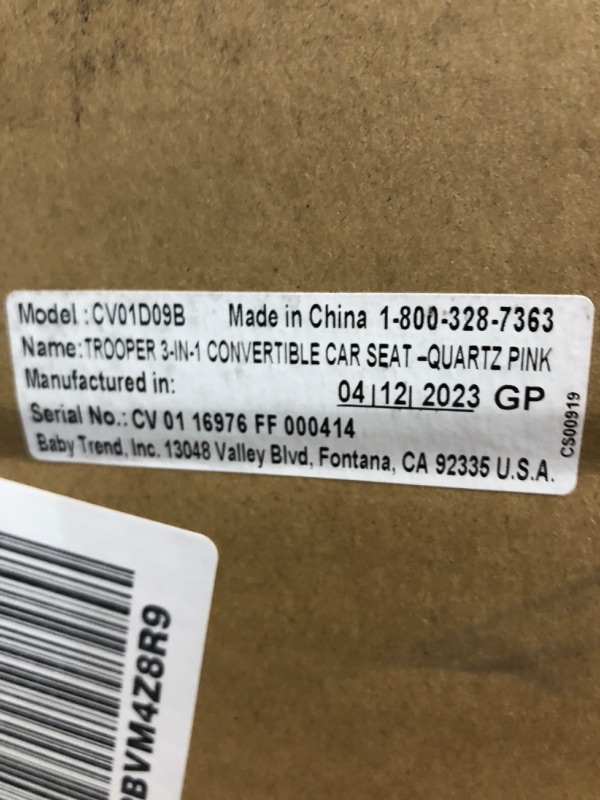 Model :CV01D09B Made in China 1-800-328-7363
Name:TROOPER 3-IN-1 CONVERTIBLE CAR SEAT –QUARTZ PINK
Manufactured in: 04|12| 2023 GP
Serial No.: CV 01 16976 FF 000414
Baby Trend, Inc. 13048 Valley Blvd, Fontana, CA 92335 U.S.A.
CS00919
BVM4Z8R9